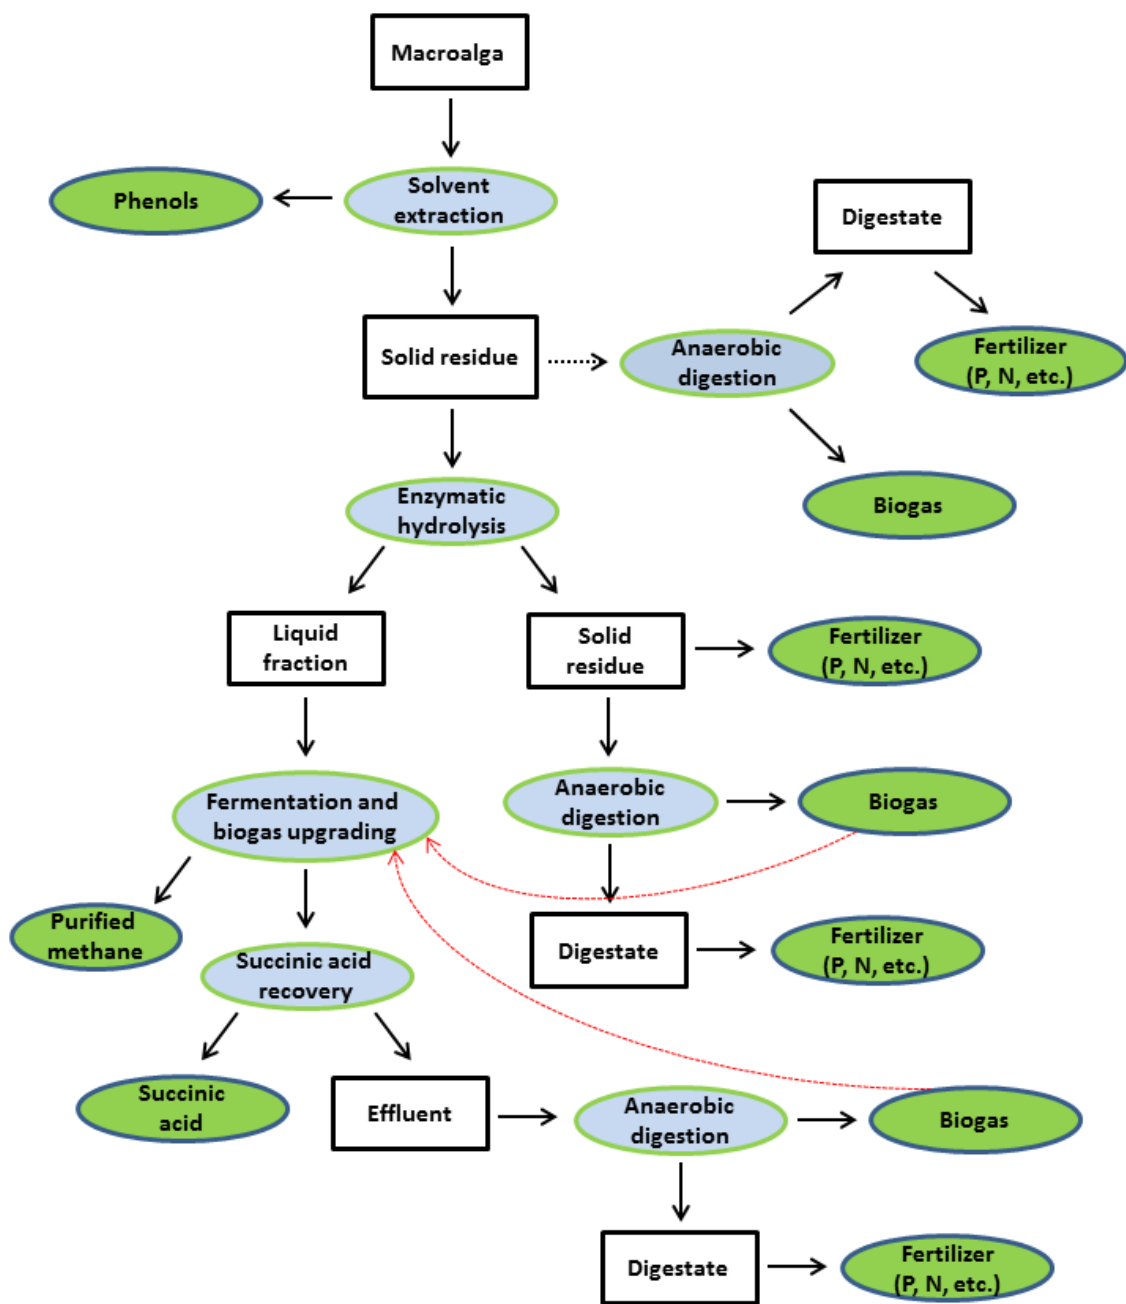 Macroalga
Phenols
Solvent
extraction
Digestate
Solid residue
Anaerobic
digestion
Fertilizer
(P, N, etc.)
Enzymatic
hydrolysis
Biogas
Liquid
fraction
Solid
residue
Fertilizer
(P, N, etc.)
Fermentation and
biogas upgrading
Anaerobic
digestion
Biogas
Purified
methane
Succinic acid
recovery
Digestate
Fertilizer
(P, N, etc.)
Succinic
acid
Effluent
Anaerobic
digestion
Biogas
Digestate
Fertilizer
(P, N, etc.)